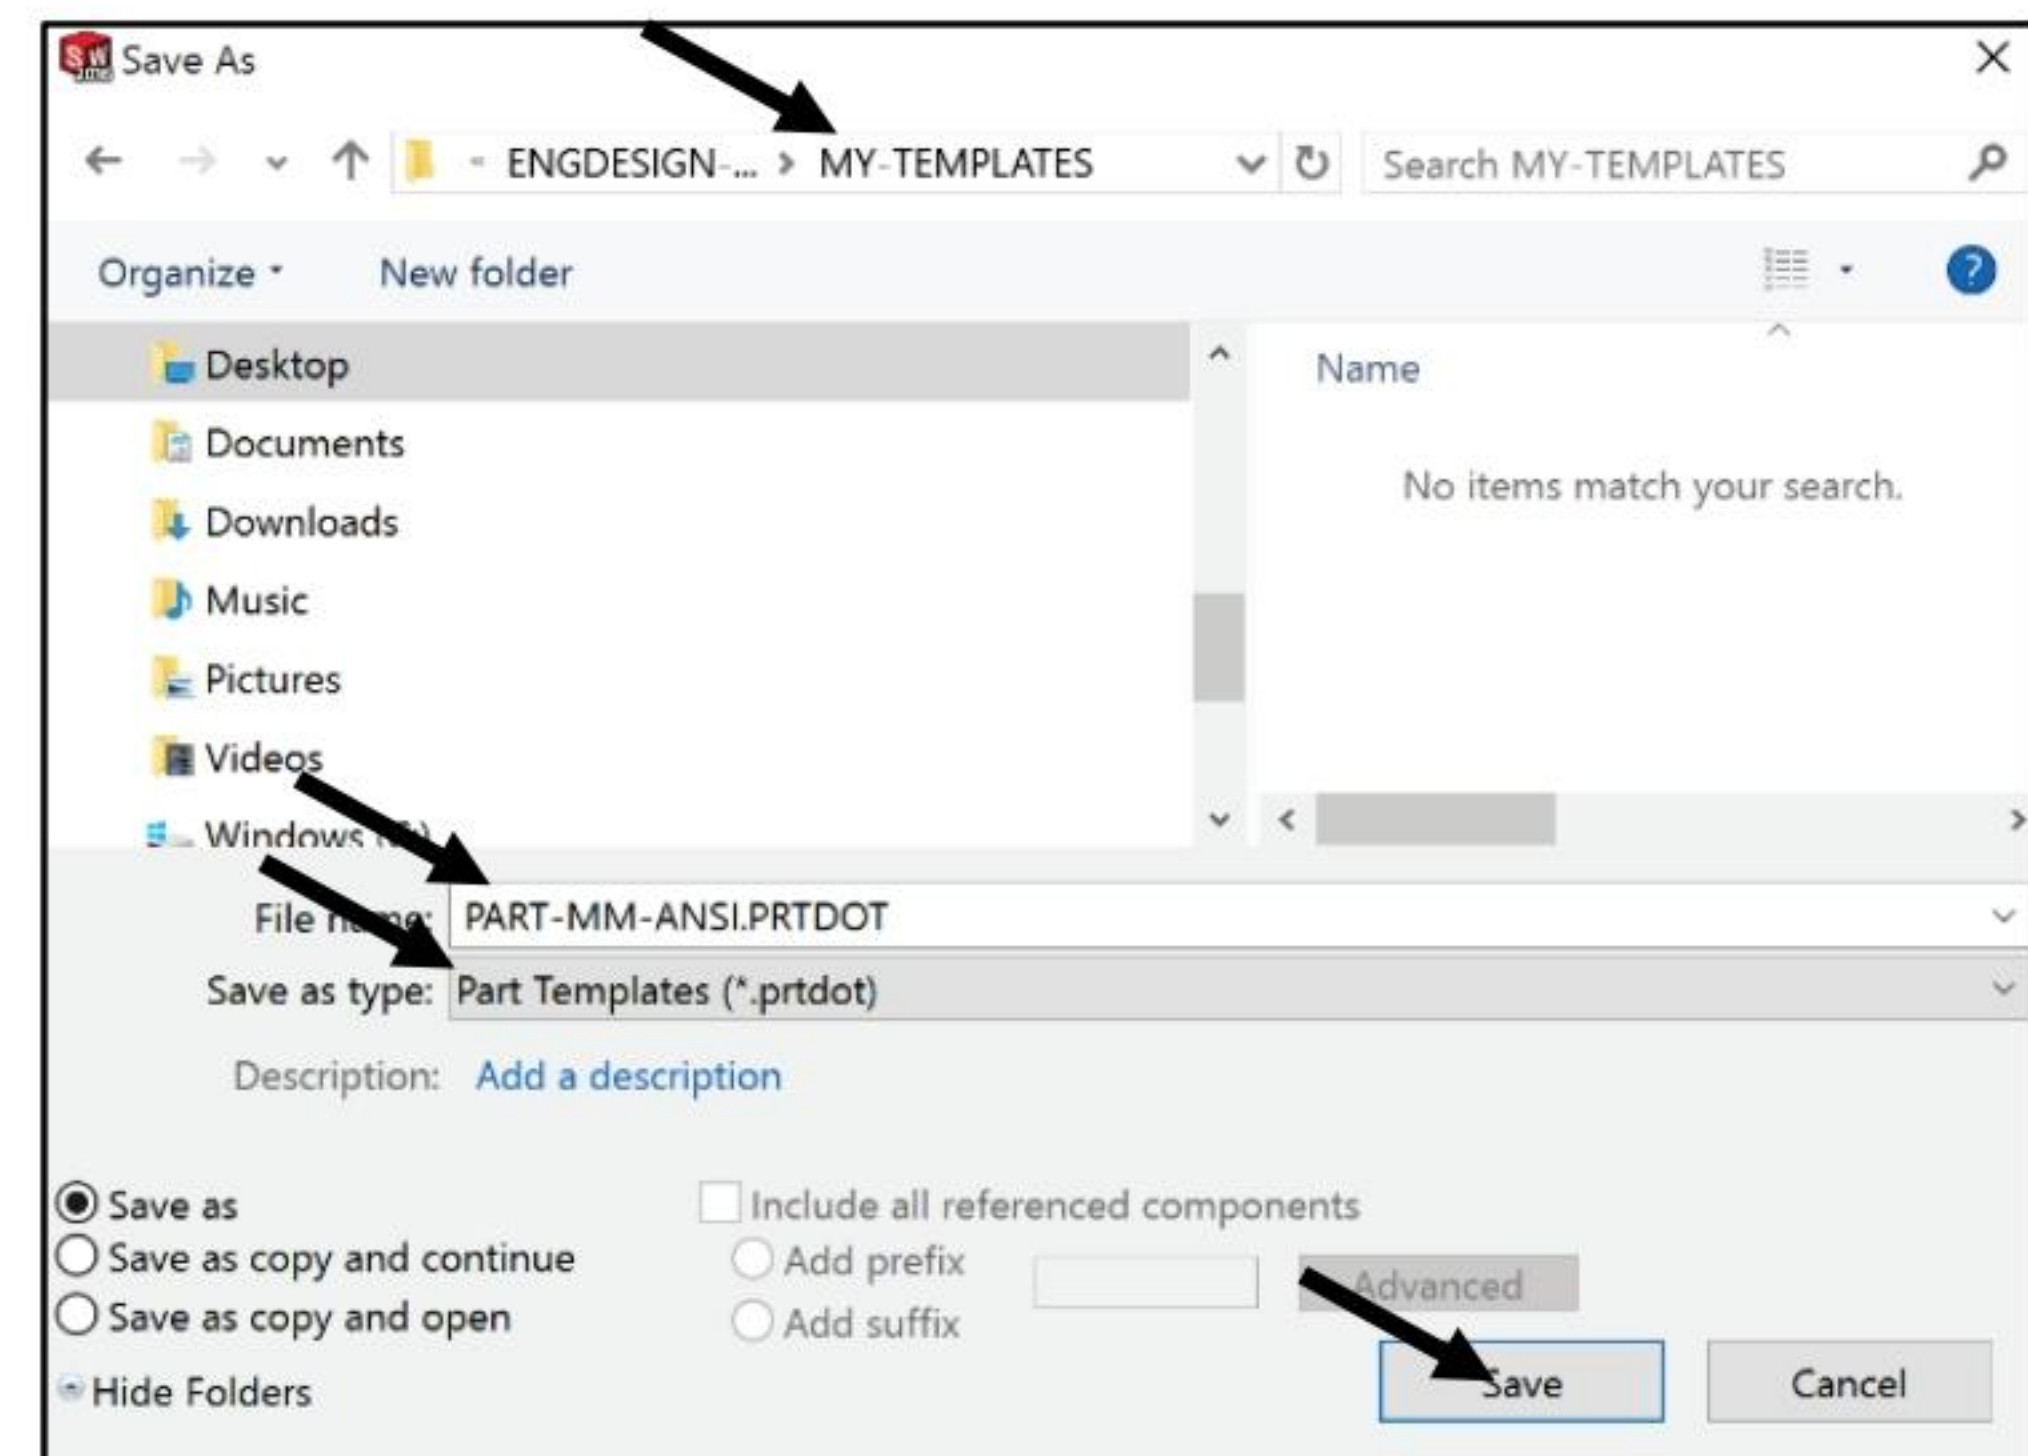 Save As
ENGDESIGN-... > MY-TEMPLATES
Search MY-TEMPLATES
Organize
New folder
Desktop
Name
Documents
No items match your search.
Downloads
Music
Pictures
Videos
Windows
File name: PART-MM-ANSI.PRTDOT
Save as type: Part Templates (*.prtdot)
Description: Add a description
Save as
Include all referenced components
Save as copy and continue
Add prefix
Advanced
Save as copy and open
Add suffix
Save
Cancel
Hide Folders